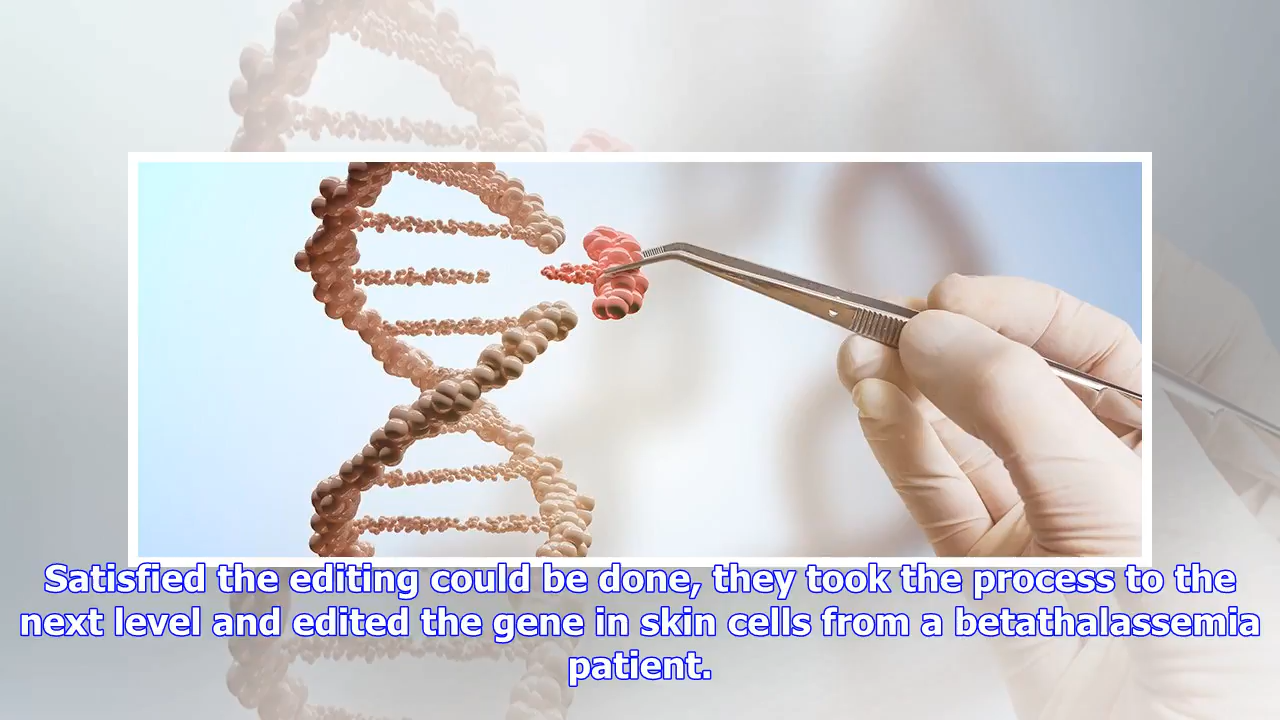 Satisfied the editing could be done, they took the process to the
next level and edited the gene in skin cells from a betathalassemia
patient.